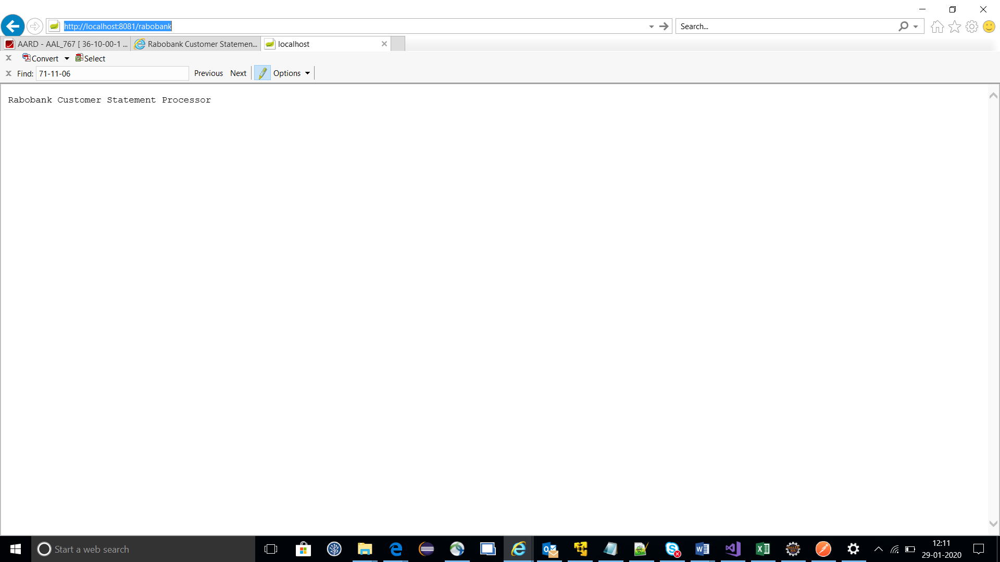 http://localhost:8081/rabobank
Search...
AARD - AAL_767 [ 36-10-00-1 ...
Rabobank Customer Statemen...
localhost
Convert
Select
Find: 71-11-06
Previous
Next
Options
Rabobank Customer Statement Processor
Start a web search
12:11
29-01-2020